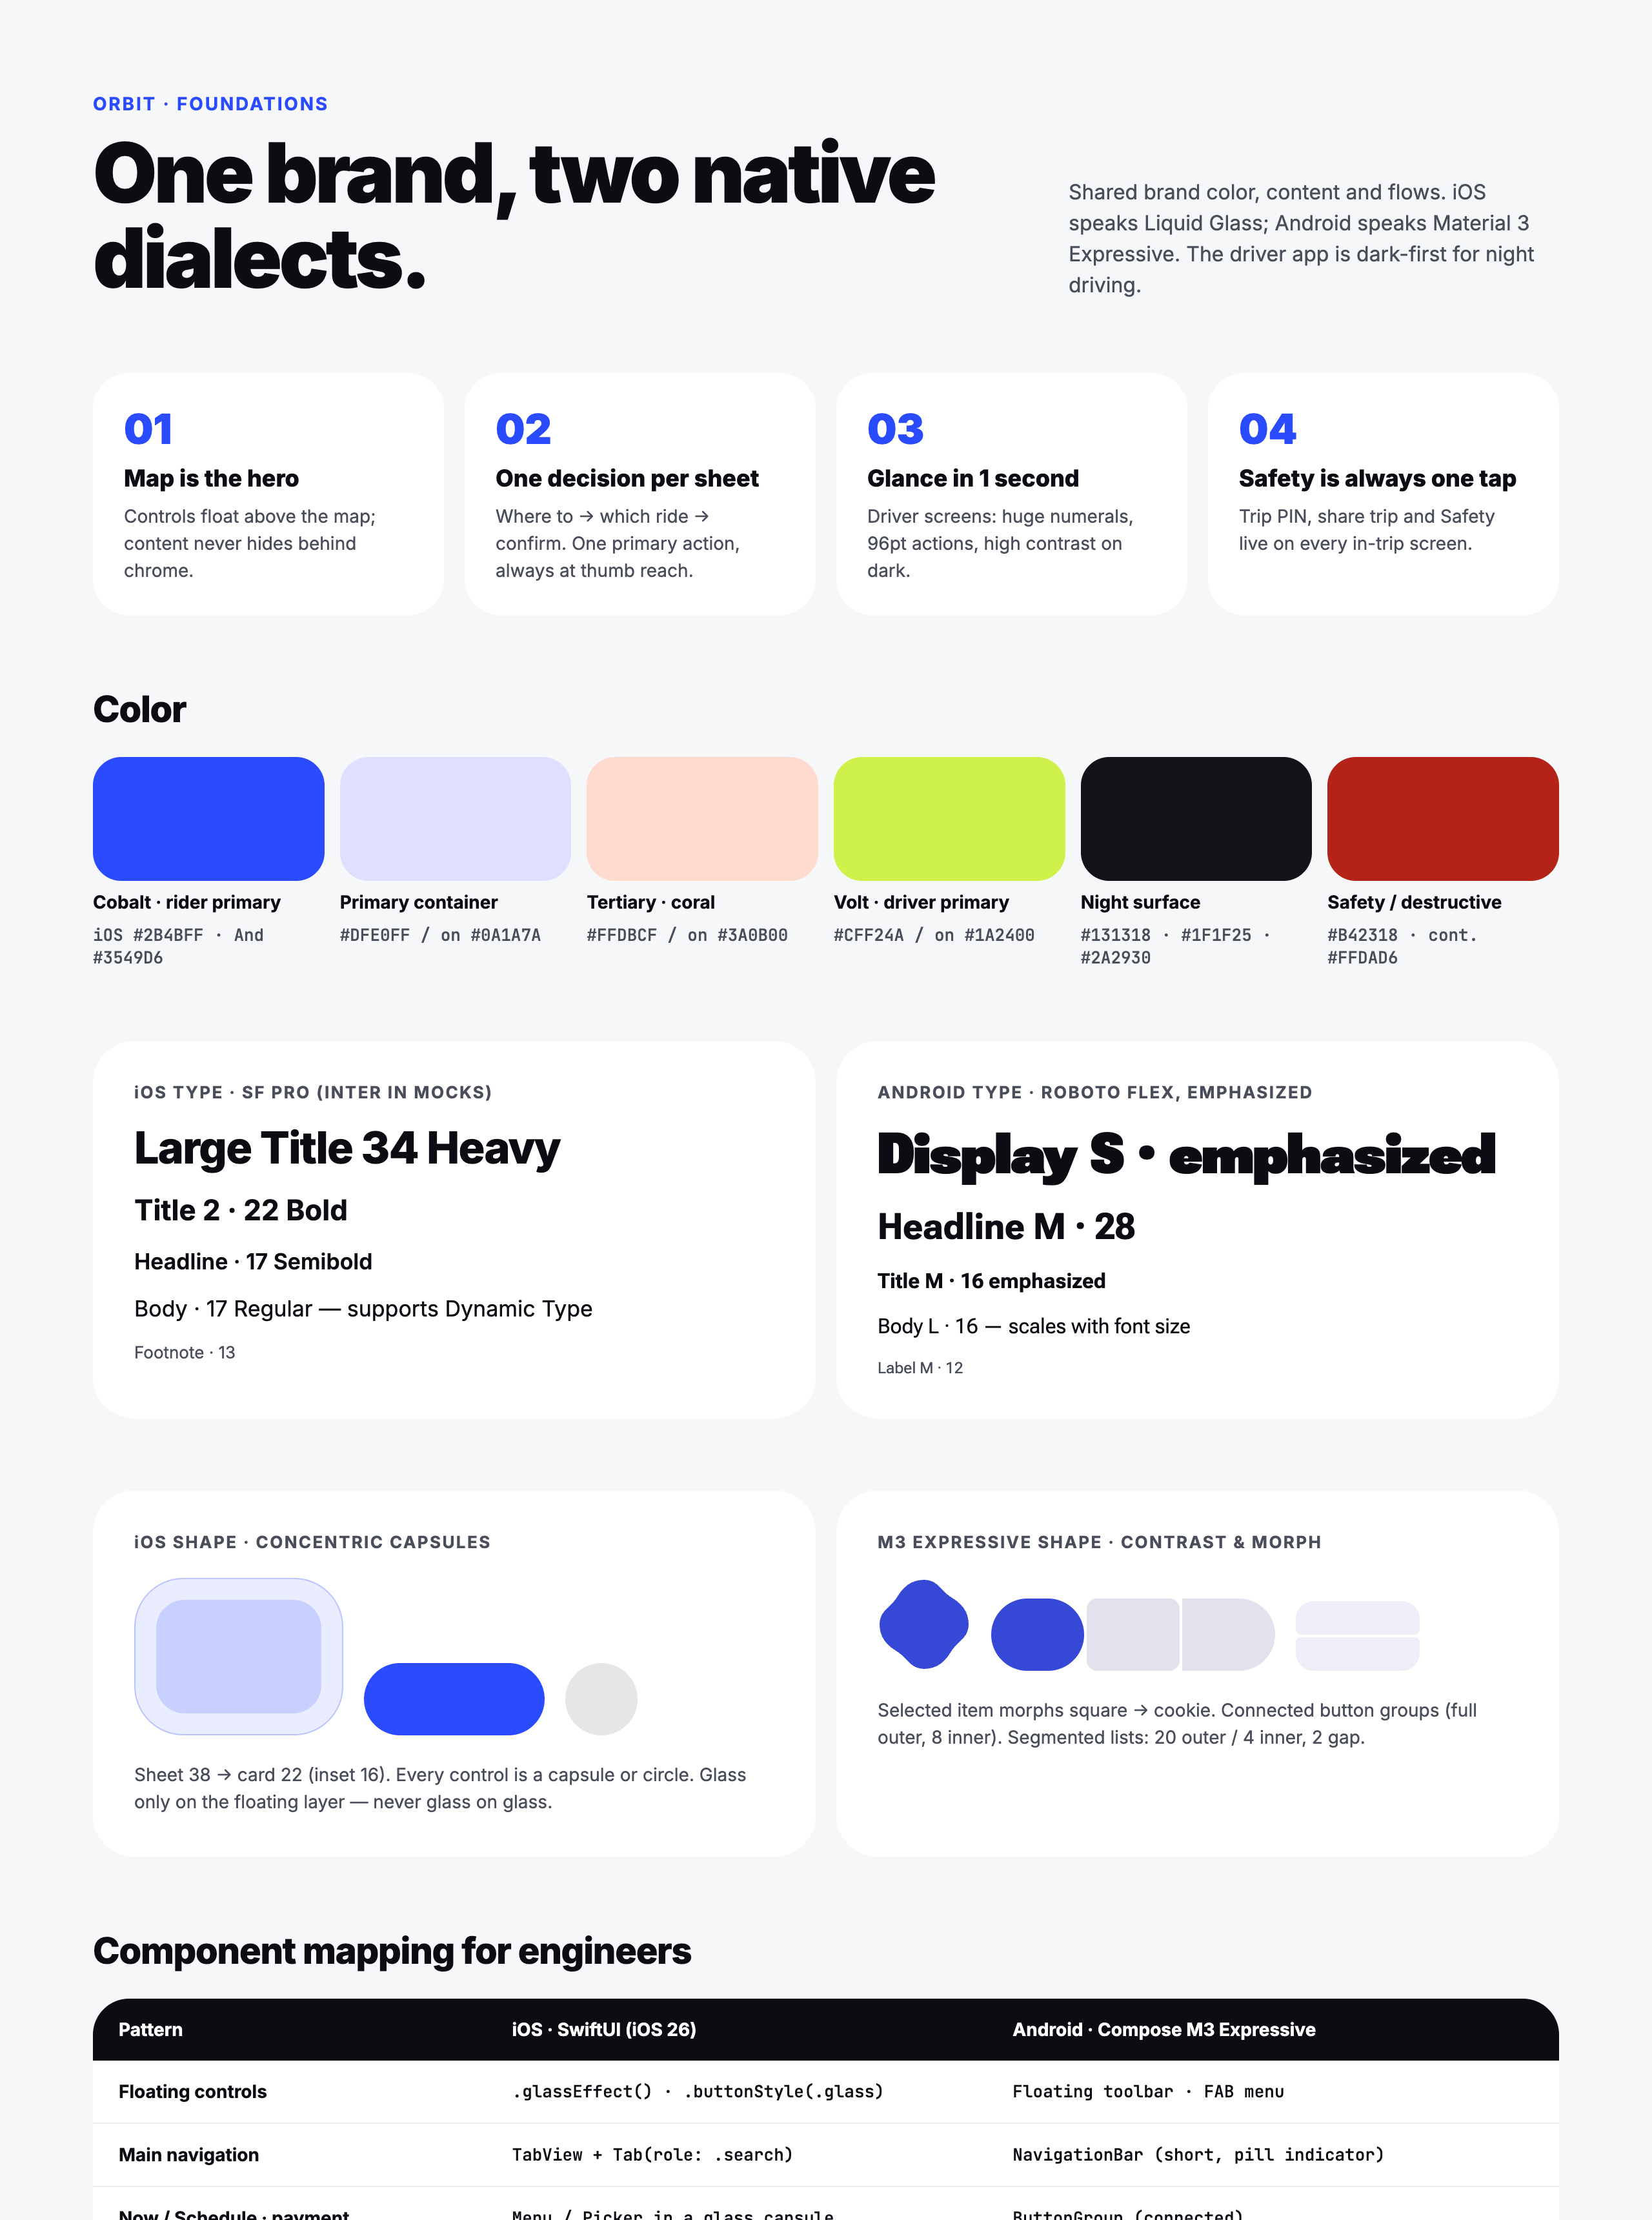 ORBIT · FOUNDATIONS
One brand, two native
dialects.
Shared brand color, content and flows. iOS
speaks Liquid Glass; Android speaks Material 3
Expressive. The driver app is dark-first for night
driving.
01
Map is the hero
Controls float above the map;
content never hides behind
chrome.
02
One decision per sheet
Where to → which ride →
confirm. One primary action,
always at thumb reach.
03
Glance in 1 second
Driver screens: huge numerals,
96pt actions, high contrast on
dark.
04
Safety is always one tap
Trip PIN, share trip and Safety
live on every in-trip screen.
Color
Cobalt · rider primary
iOS #2B4BFF · And
#3549D6
Primary container
#DFE0FF / on #0A1A7A
Tertiary · coral
#FFDBCF / on #3A0B00
Volt · driver primary
#CFF24A / on #1A2400
Night surface
#131318 · #1F1F25 ·
#2A2930
Safety / destructive
#B42318 · cont.
#FFDAD6
iOS TYPE · SF PRO (INTER IN MOCKS)
Large Title 34 Heavy
Title 2 · 22 Bold
Headline · 17 Semibold
Body · 17 Regular — supports Dynamic Type
Footnote · 13
ANDROID TYPE · ROBOTO FLEX, EMPHASIZED
Display S · emphasized
Headline M · 28
Title M · 16 emphasized
Body L · 16 — scales with font size
Label M · 12
iOS SHAPE · CONCENTRIC CAPSULES
Sheet 38 → card 22 (inset 16). Every control is a capsule or circle. Glass
only on the floating layer — never glass on glass.
M3 EXPRESSIVE SHAPE · CONTRAST & MORPH
Selected item morphs square → cookie. Connected button groups (full
outer, 8 inner). Segmented lists: 20 outer / 4 inner, 2 gap.
Component mapping for engineers
Pattern
iOS · SwiftUI (iOS 26)
Android · Compose M3 Expressive
Floating controls
.glassEffect() · .buttonStyle(.glass)
Floating toolbar · FAB menu
Main navigation
TabView + Tab(role: .search)
NavigationBar (short, pill indicator)
Now / Schedule · payment
Menu / Picker in a glass capsule
ButtonGroup (connected)